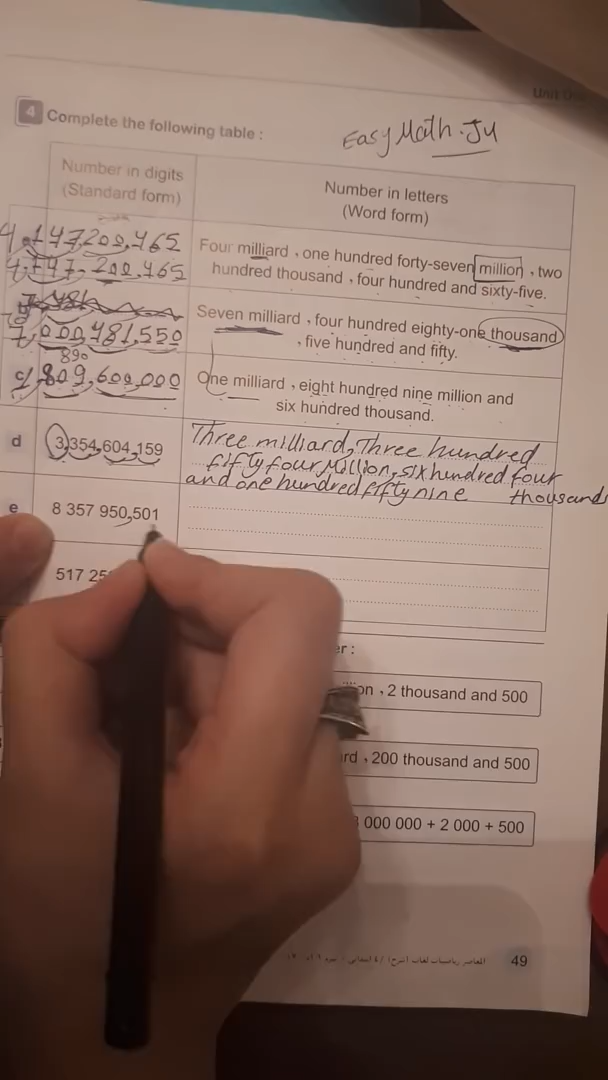 Unit
4 Complete the following table :
Easy Math. Ju
Number in digits
(Standard form)
Number in letters
(Word form)
4,147,200,465
4,147,200,465
Four milliard , one hundred forty-seven million , two
hundred thousand , four hundred and sixty-five.
7,000,481,550
Seven milliard , four hundred eighty-one thousand
, five hundred and fifty.
890
809,600,000
One milliard , eight hundred nine million and
six hundred thousand.
d
3,354,604,159
Three milliard, Three hundred
fifty four Million, six hundred four
and one hundred fifty nine thousands
e
8 357 950,501
517 25
er :
on , 2 thousand and 500
rd , 200 thousand and 500
000 000 + 2 000 + 500
49